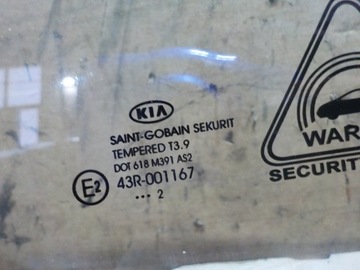 KIA
SAINT-GOBAIN SEKURIT
TEMPERED T3.9
DOT 618 M391 AS2
E2 43R-001167
... 2
WAR
SECURIT